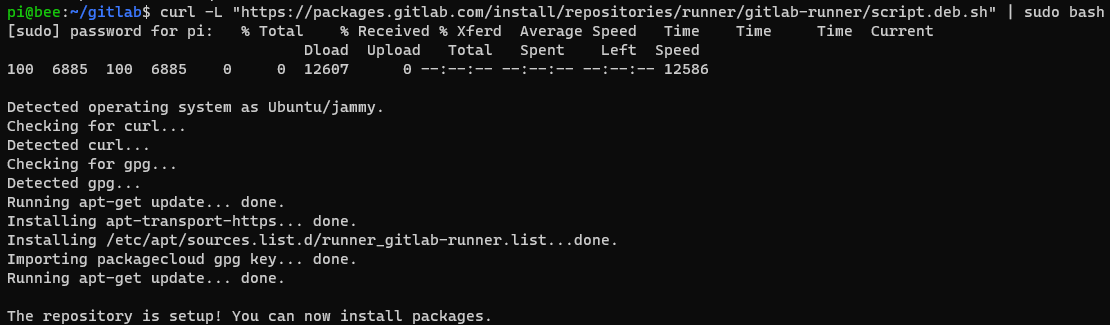 pi@bee:~/gitlab$ curl -L "https://packages.gitlab.com/install/repositories/runner/gitlab-runner/script.deb.sh" | sudo bash
[sudo] password for pi:   % Total    % Received % Xferd  Average Speed   Time    Time     Time  Current
                                 Dload  Upload   Total   Spent    Left  Speed
100  6885  100  6885    0     0  12607      0 --:--:-- --:--:-- --:--:-- 12586
Detected operating system as Ubuntu/jammy.
Checking for curl...
Detected curl...
Checking for gpg...
Detected gpg...
Running apt-get update... done.
Installing apt-transport-https... done.
Installing /etc/apt/sources.list.d/runner_gitlab-runner.list...done.
Importing packagecloud gpg key... done.
Running apt-get update... done.
The repository is setup! You can now install packages.